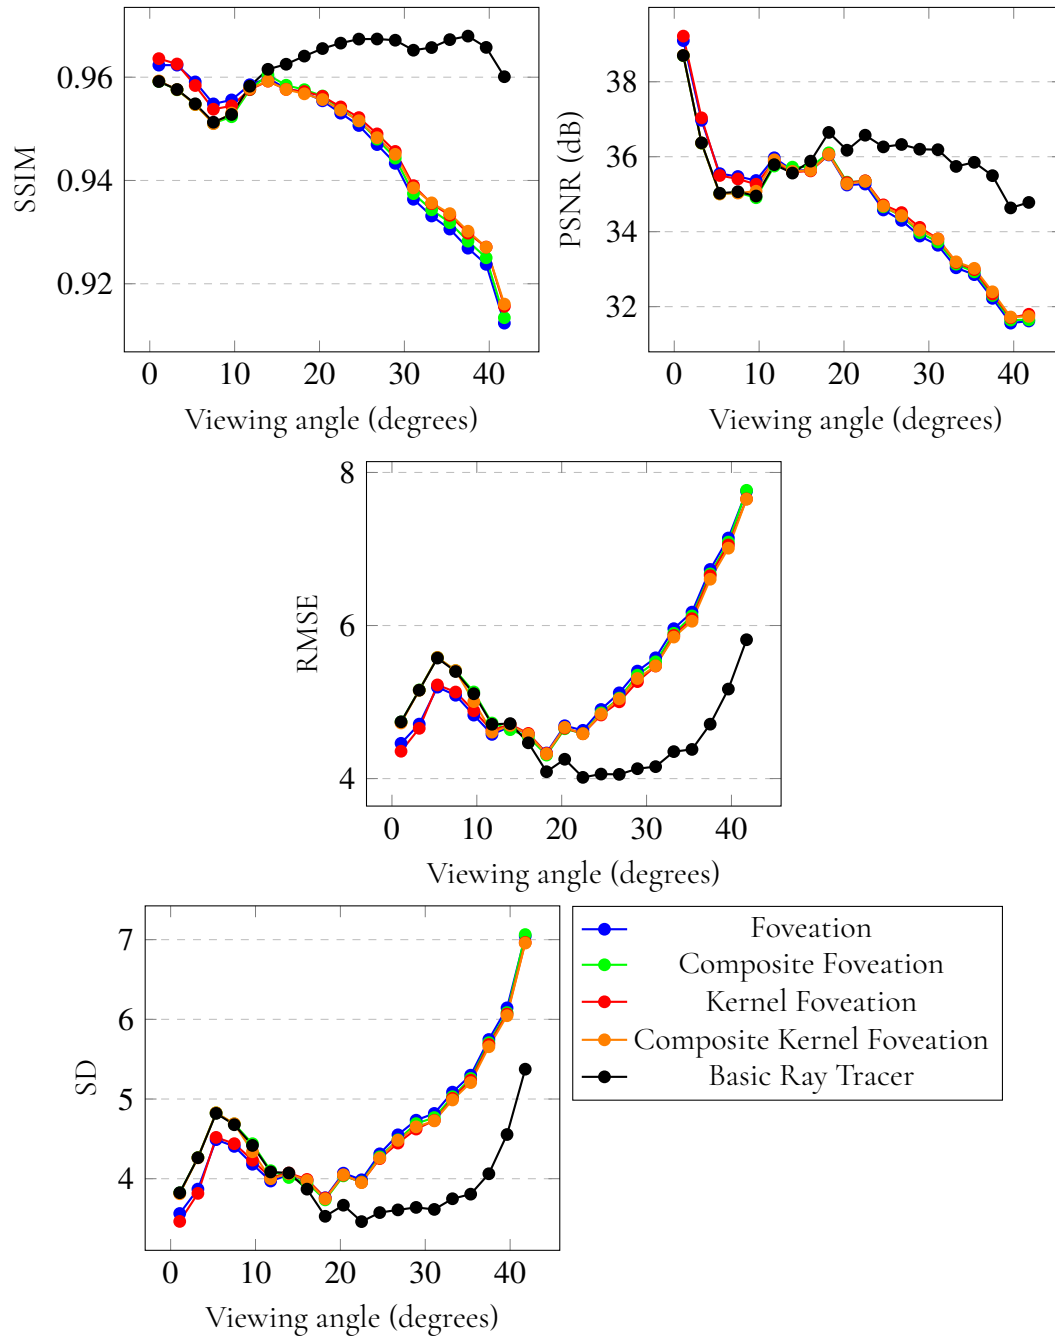 SSIM
0.96
0.94
0.92
0 10 20 30 40
Viewing angle (degrees)
PSNR (dB)
38
36
34
32
0 10 20 30 40
Viewing angle (degrees)
RMSE
8
6
4
0 10 20 30 40
Viewing angle (degrees)
SD
7
6
5
4
0 10 20 30 40
Viewing angle (degrees)
Foveation
Composite Foveation
Kernel Foveation
Composite Kernel Foveation
Basic Ray Tracer